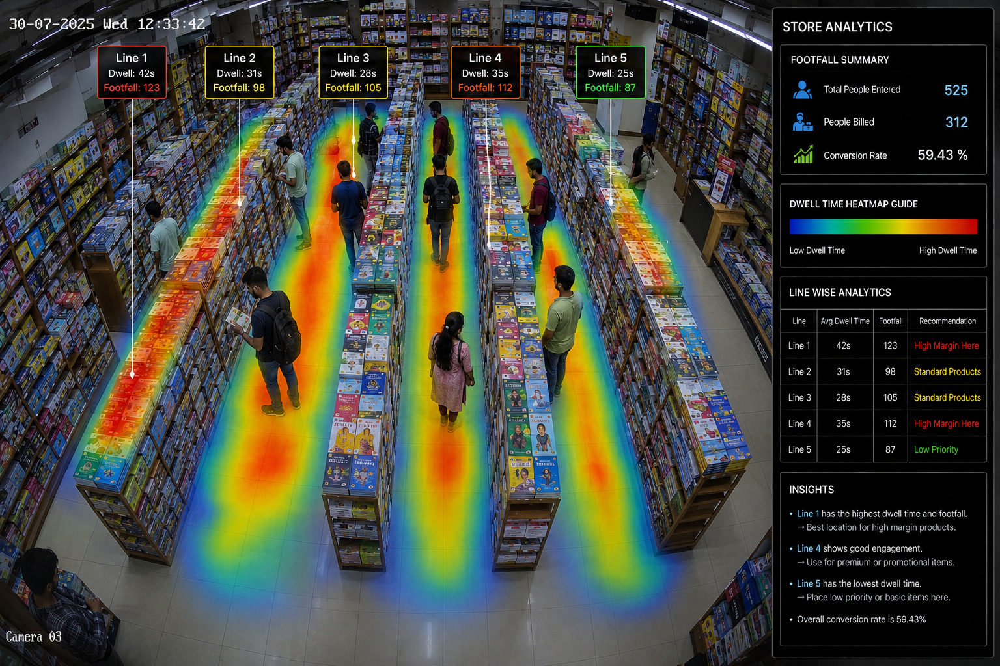 30-07-2025 Wed 12:33:42
Line 1
Dwell: 42s
Footfall: 123
Line 2
Dwell: 31s
Footfall: 98
Line 3
Dwell: 28s
Footfall: 105
Line 4
Dwell: 35s
Footfall: 112
Line 5
Dwell: 25s
Footfall: 87
Camera 03
STORE ANALYTICS
FOOTFALL SUMMARY
Total People Entered 525
People Billed 312
Conversion Rate 59.43 %
DWELL TIME HEATMAP GUIDE
Low Dwell Time High Dwell Time
LINE WISE ANALYTICS
Line Avg Dwell Time Footfall Recommendation
Line 1 42s 123 High Margin Here
Line 2 31s 98 Standard Products
Line 3 28s 105 Standard Products
Line 4 35s 112 High Margin Here
Line 5 25s 87 Low Priority
INSIGHTS
• Line 1 has the highest dwell time and footfall.
→ Best location for high margin products.
• Line 4 shows good engagement.
→ Use for premium or promotional items.
• Line 5 has the lowest dwell time.
→ Place low priority or basic items here.
• Overall conversion rate is 59.43%